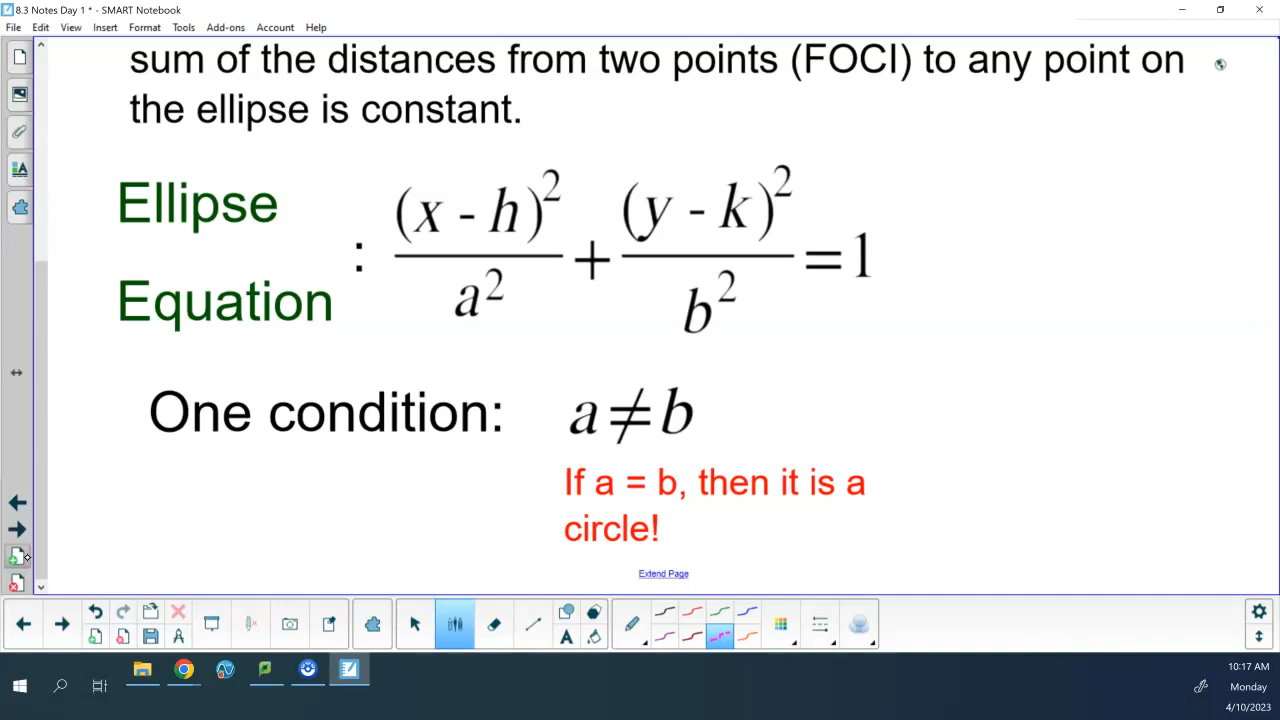 8.3 Notes Day 1 * - SMART Notebook
File Edit View Insert Format Tools Add-ons Account Help
sum of the distances from two points (FOCI) to any point on
the ellipse is constant.
Ellipse
Equation
: (x - h)² / a² + (y - k)² / b² = 1
One condition: a ≠ b
If a = b, then it is a
circle!
Extend Page
10:17 AM
Monday
4/10/2023